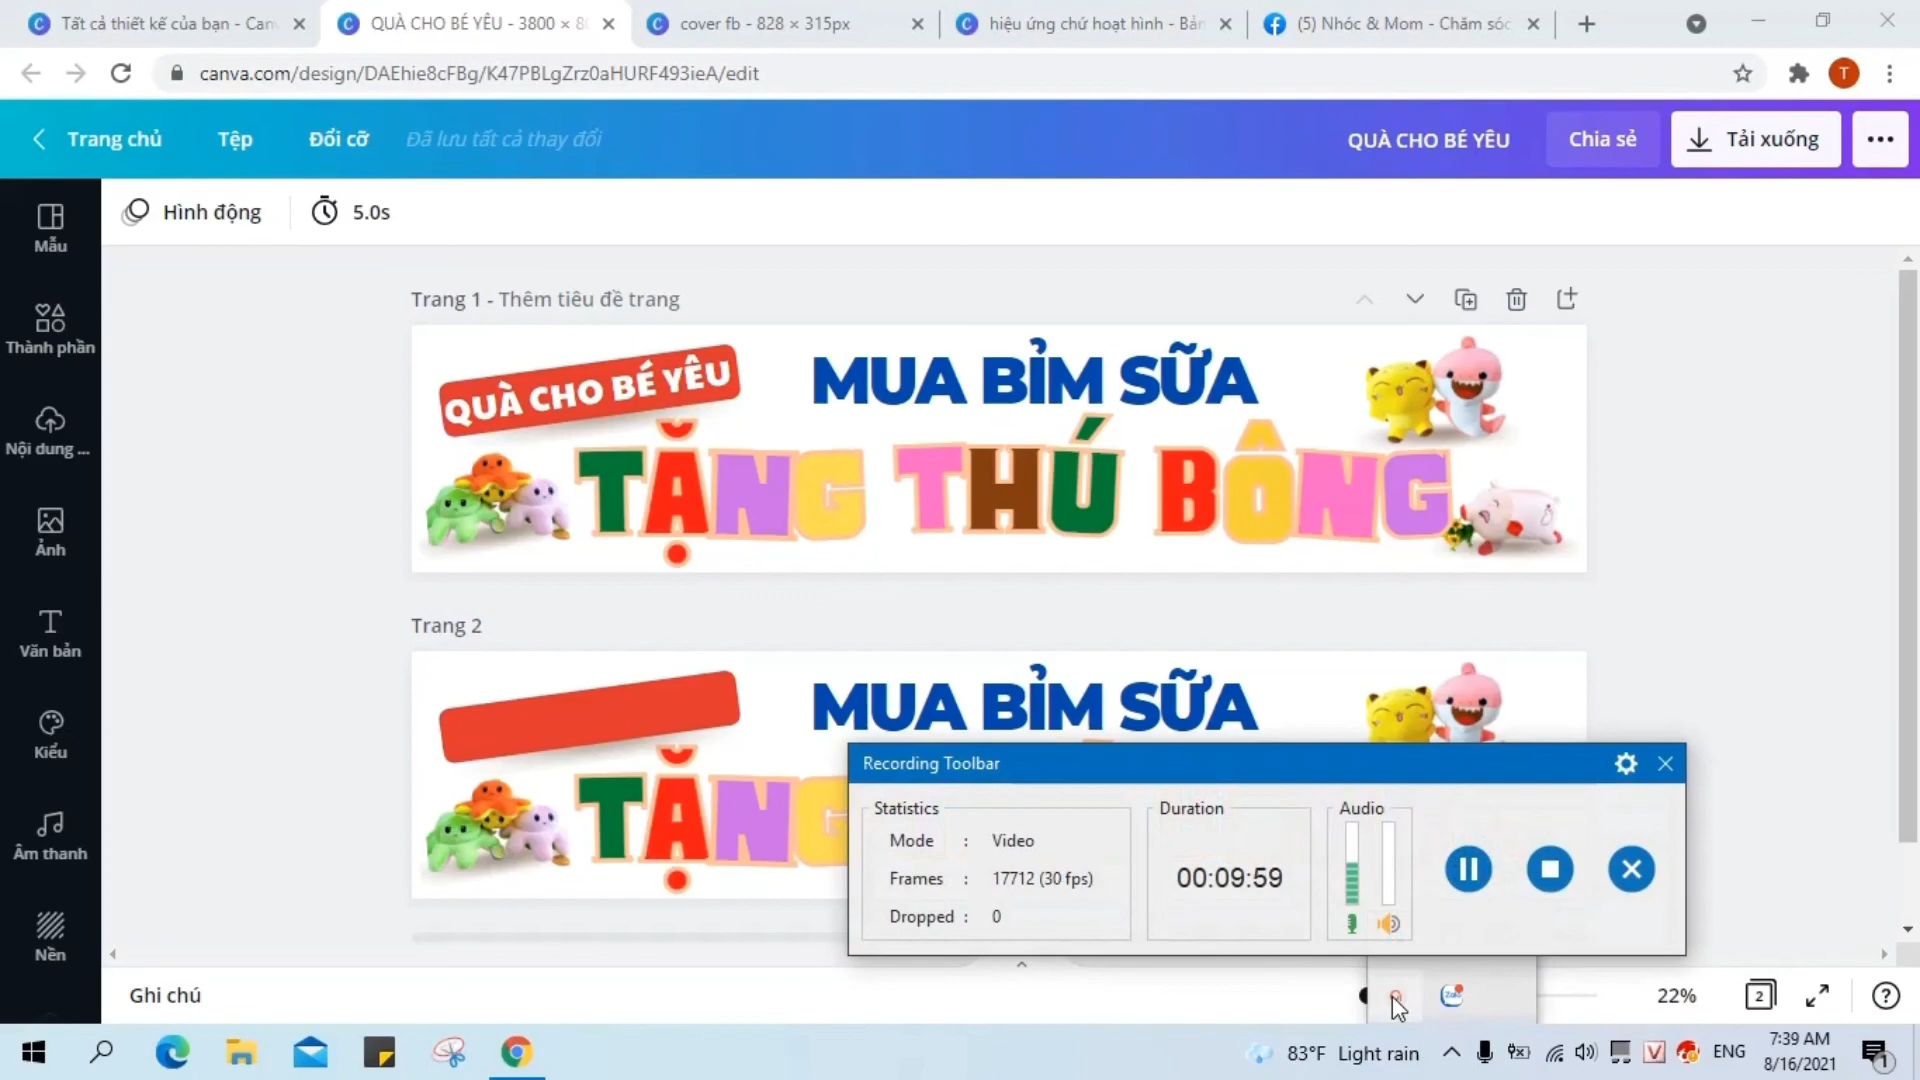 Tất cả thiết kế của bạn - Can
QUÀ CHO BÉ YÊU - 3800 × 8
cover fb - 828 × 315px
hiệu ứng chứ hoạt hình - Bản
(5) Nhóc & Mom - Chăm sóc
canva.com/design/DAEhie8cFBg/K47PBLgZrz0aHURF493ieA/edit
T
Trang chủ
Tệp
Đổi cỡ
Đã lưu tất cả thay đổi
QUÀ CHO BÉ YÊU
Chia sẻ
Tải xuống
Hình động
5.0s
Mẫu
Thành phần
Nội dung ...
Ảnh
Văn bản
Kiểu
Âm thanh
Nền
Trang 1 - Thêm tiêu đề trang
QUÀ CHO BÉ YÊU
MUA BỈM SỮA
TẶNG THÚ BÔNG
Trang 2
MUA BỈM SỮA
TẶNG
Recording Toolbar
Statistics
Mode : Video
Frames : 17712 (30 fps)
Dropped : 0
Duration
00:09:59
Audio
Zalo
Ghi chú
22%
2
83°F Light rain
ENG
7:39 AM
8/16/2021
1